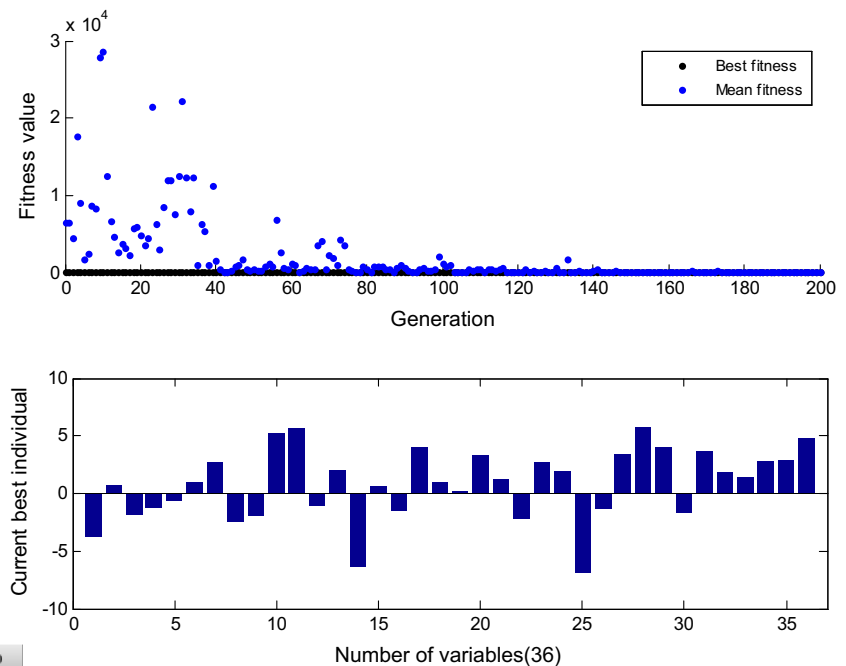 x 10^4
3
2
1
0
Fitness value
Best fitness
Mean fitness
0 20 40 60 80 100 120 140 160 180 200
Generation
10
5
0
-5
-10
Current best individual
0 5 10 15 20 25 30 35
Number of variables(36)